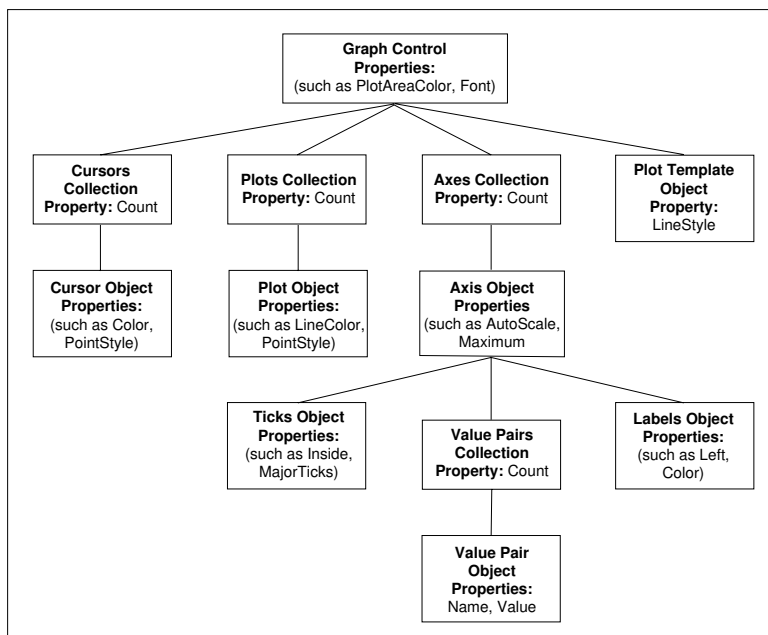 Graph Control
Properties:
(such as PlotAreaColor, Font)
Cursors
Collection
Property: Count
Plots Collection
Property: Count
Axes Collection
Property: Count
Plot Template
Object
Property:
LineStyle
Cursor Object
Properties:
(such as Color,
PointStyle)
Plot Object
Properties:
(such as LineColor,
PointStyle)
Axis Object
Properties
(such as AutoScale,
Maximum
Ticks Object
Properties:
(such as Inside,
MajorTicks)
Value Pairs
Collection
Property: Count
Labels Object
Properties:
(such as Left,
Color)
Value Pair
Object
Properties:
Name, Value